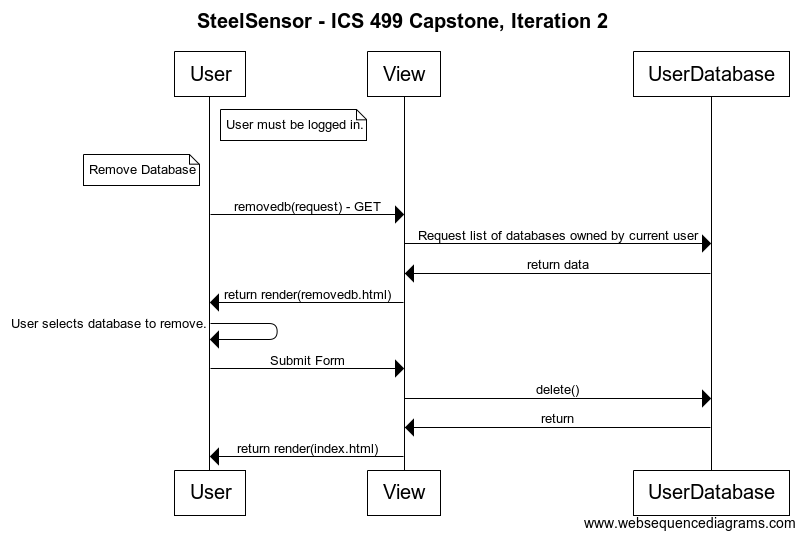 SteelSensor - ICS 499 Capstone, Iteration 2
User
View
UserDatabase
User must be logged in.
Remove Database
removedb(request) - GET
Request list of databases owned by current user
return data
return render(removedb.html)
User selects database to remove.
Submit Form
delete()
return
return render(index.html)
User
View
UserDatabase
www.websequencediagrams.com